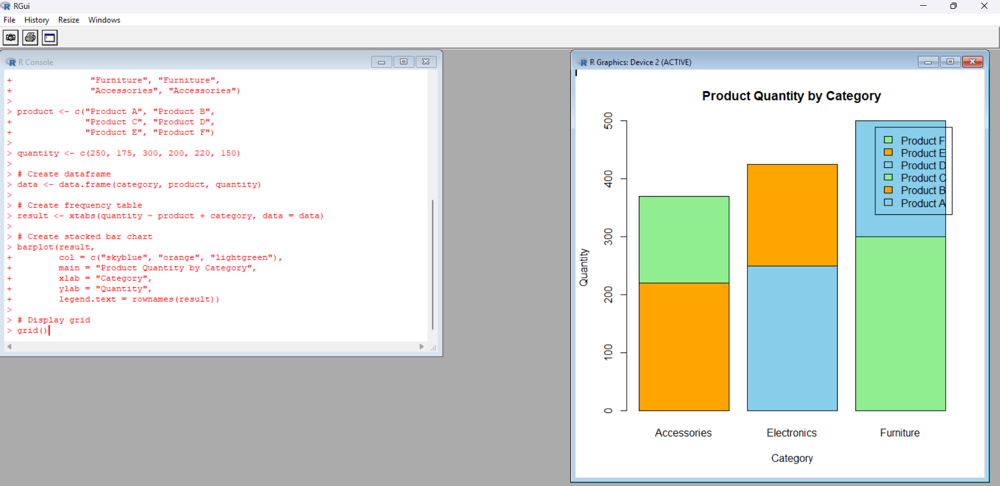 RGui
File History Resize Windows
R Console
+                "Furniture", "Furniture",
+                "Accessories", "Accessories")
>
> product <- c("Product A", "Product B",
+               "Product C", "Product D",
+               "Product E", "Product F")
>
> quantity <- c(250, 175, 300, 200, 220, 150)
>
> # Create dataframe
> data <- data.frame(category, product, quantity)
>
> # Create frequency table
> result <- xtabs(quantity ~ product + category, data = data)
>
> # Create stacked bar chart
> barplot(result,
+          col = c("skyblue", "orange", "lightgreen"),
+          main = "Product Quantity by Category",
+          xlab = "Category",
+          ylab = "Quantity",
+          legend.text = rownames(result))
>
> # Display grid
> grid()
R Graphics: Device 2 (ACTIVE)
Product Quantity by Category
500
400
300
200
100
0
Quantity
Product F
Product E
Product D
Product C
Product B
Product A
Accessories Electronics Furniture
Category